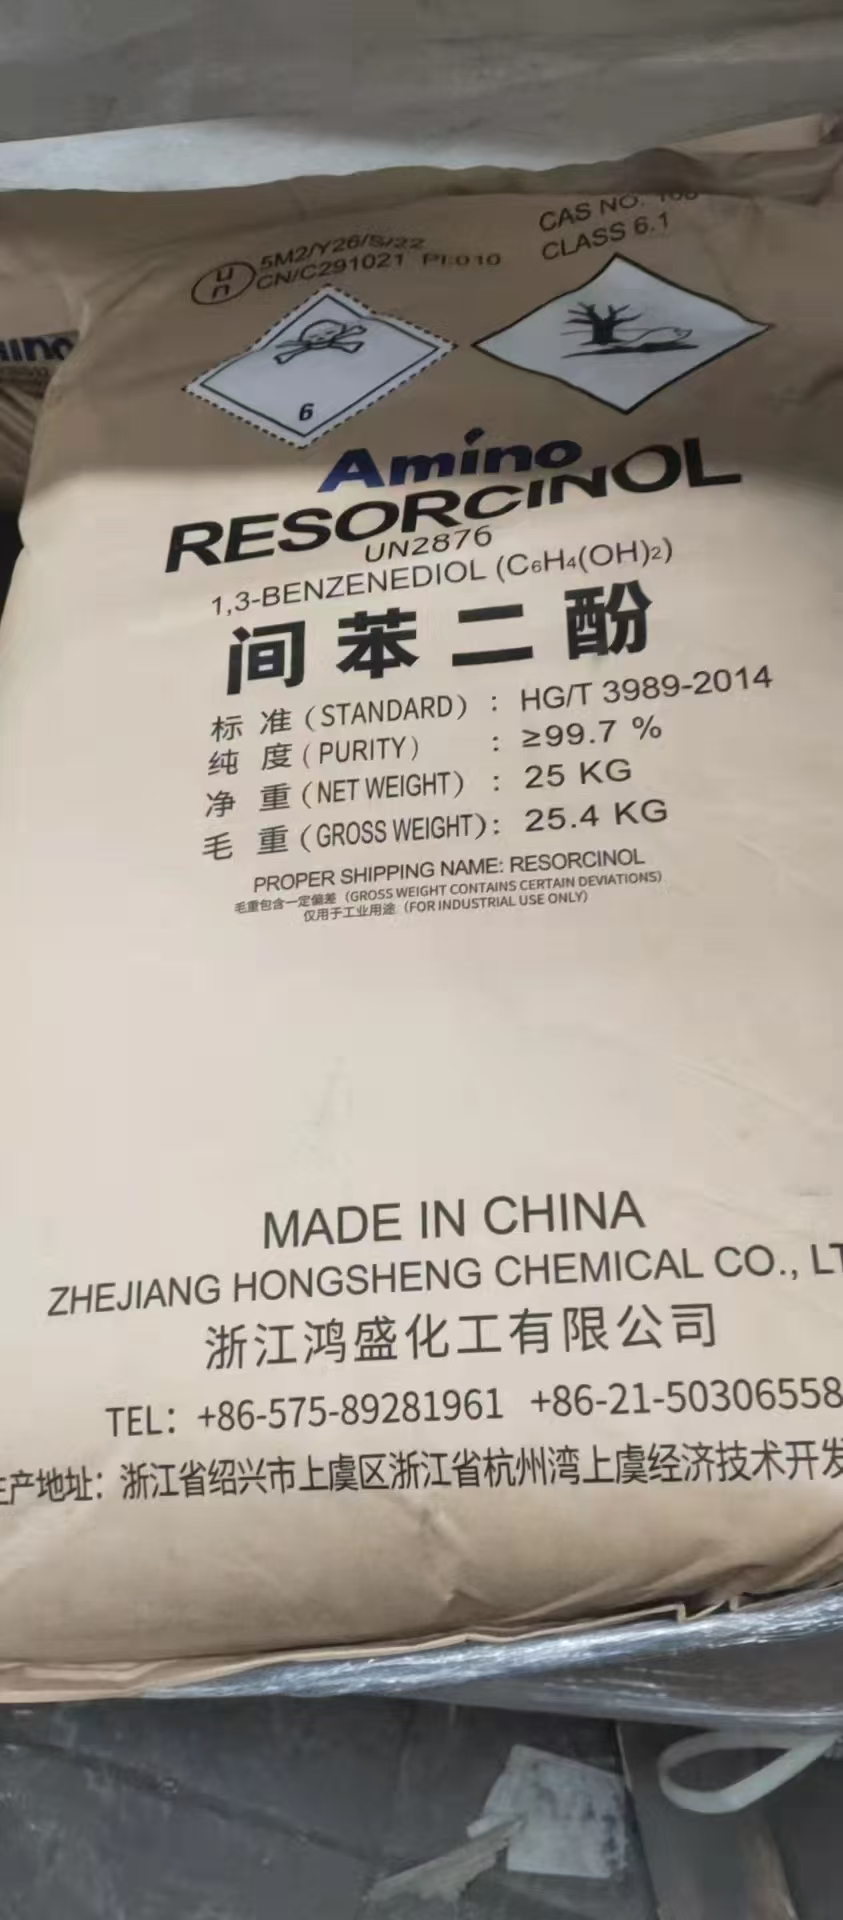 un
5M2/Y26/S/22
CN/C291021 PI:010
CAS NO.
CLASS 6.1
6
Amino
RESORCINOL
UN2876
1,3-BENZENEDIOL (C₆H₄(OH)₂)
间苯二酚
标 准 (STANDARD) : HG/T 3989-2014
纯 度 (PURITY) : ≥99.7 %
净 重 (NET WEIGHT) : 25 KG
毛 重 (GROSS WEIGHT): 25.4 KG
PROPER SHIPPING NAME: RESORCINOL
毛重包含一定偏差 (GROSS WEIGHT CONTAINS CERTAIN DEVIATIONS)
仅用于工业用途 (FOR INDUSTRIAL USE ONLY)
MADE IN CHINA
ZHEJIANG HONGSHENG CHEMICAL CO., LT
浙江鸿盛化工有限公司
TEL: +86-575-89281961 +86-21-50306558
生产地址: 浙江省绍兴市上虞区浙江省杭州湾上虞经济技术开发